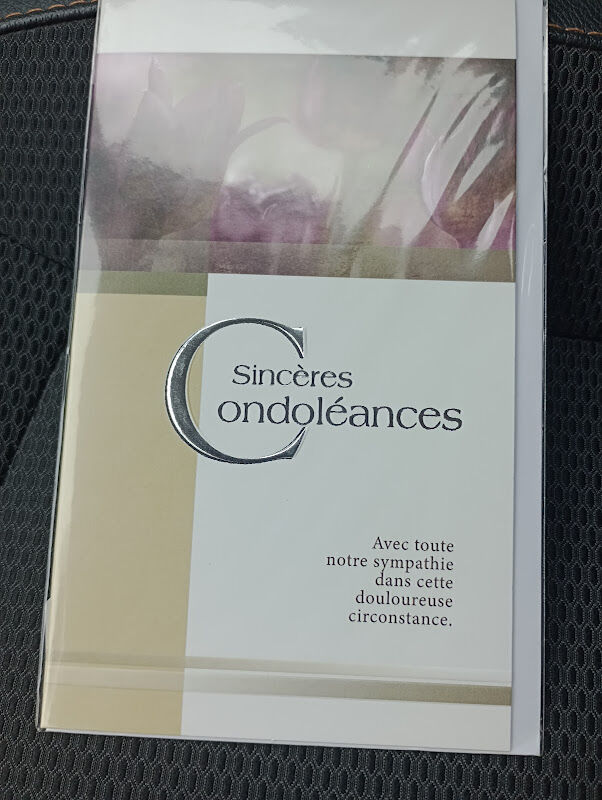 Sincères
Condoléances
Avec toute
notre sympathie
dans cette
douloureuse
circonstance.